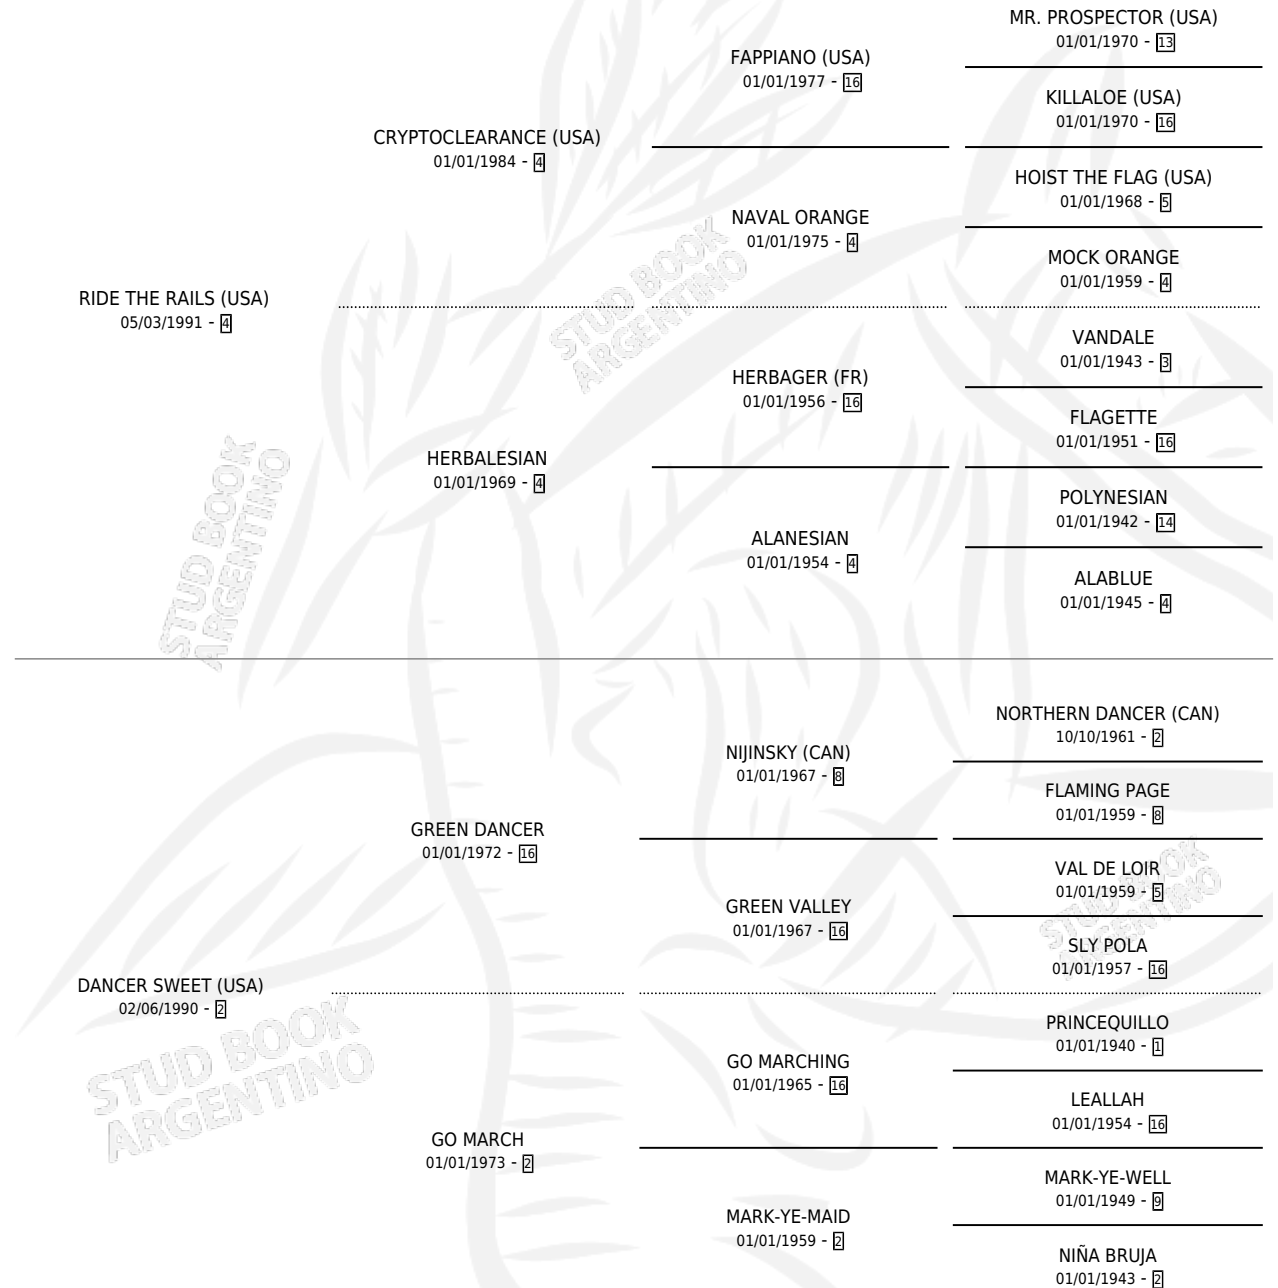 MR. PROSPECTOR (USA)
01/01/1970 - 13
FAPPIANO (USA)
01/01/1977 - 16
KILLALOE (USA)
01/01/1970 - 16
CRYPTOCLEARANCE (USA)
01/01/1984 - 4
HOIST THE FLAG (USA)
01/01/1968 - 5
NAVAL ORANGE
01/01/1975 - 4
MOCK ORANGE
01/01/1959 - 4
RIDE THE RAILS (USA)
05/03/1991 - 4
VANDALE
01/01/1943 - 3
HERBAGER (FR)
01/01/1956 - 16
FLAGETTE
01/01/1951 - 16
HERBALESIAN
01/01/1969 - 4
POLYNESIAN
01/01/1942 - 14
ALANESIAN
01/01/1954 - 4
ALABLUE
01/01/1945 - 4
NORTHERN DANCER (CAN)
10/10/1961 - 2
NIJINSKY (CAN)
01/01/1967 - 8
FLAMING PAGE
01/01/1959 - 8
GREEN DANCER
01/01/1972 - 16
VAL DE LOIR
01/01/1959 - 5
GREEN VALLEY
01/01/1967 - 16
SLY POLA
01/01/1957 - 16
DANCER SWEET (USA)
02/06/1990 - 2
PRINCEQUILLO
01/01/1940 - 1
GO MARCHING
01/01/1965 - 16
LEALLAH
01/01/1954 - 16
GO MARCH
01/01/1973 - 2
MARK-YE-WELL
01/01/1949 - 9
MARK-YE-MAID
01/01/1959 - 2
NIÑA BRUJA
01/01/1943 - 2
STUD BOOK
ARGENTINO
STUD BOOK
ARGENTINO
STUD BOOK
ARGENTINO
STUD BOOK
ARGENTINO